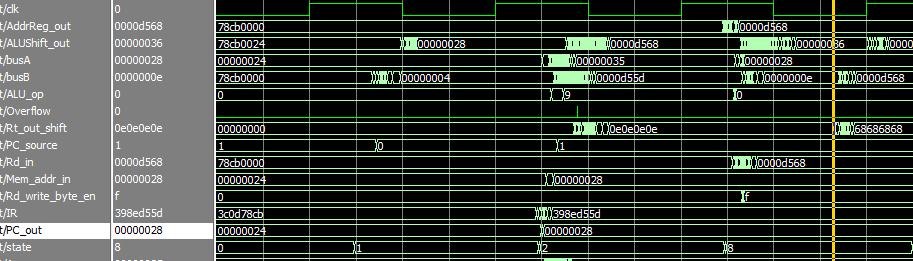 t/clk 0
t/AddrReg_out 0000d568 78cb0000 0000d568
t/ALUShift_out 00000036 78cb0024 00000028 0000d568 00000036
t/busA 00000028 00000024 00000035 00000028
t/busB 0000000e 78cb0000 00000004 0000d55d 0000000e 0000d568
t/ALU_op 0 0 9 0
t/Overflow 0
t/Rt_out_shift 0e0e0e0e 00000000 0e0e0e0e 68686868
t/PC_source 1 1 0 1
t/Rd_in 0000d568 78cb0000 0000d568
t/Mem_addr_in 00000028 00000024 00000028
t/Rd_write_byte_en f 0 f
t/IR 398ed55d 3c0d78cb 398ed55d
t/PC_out 00000028 00000024 00000028
t/state 8 0 1 2 8